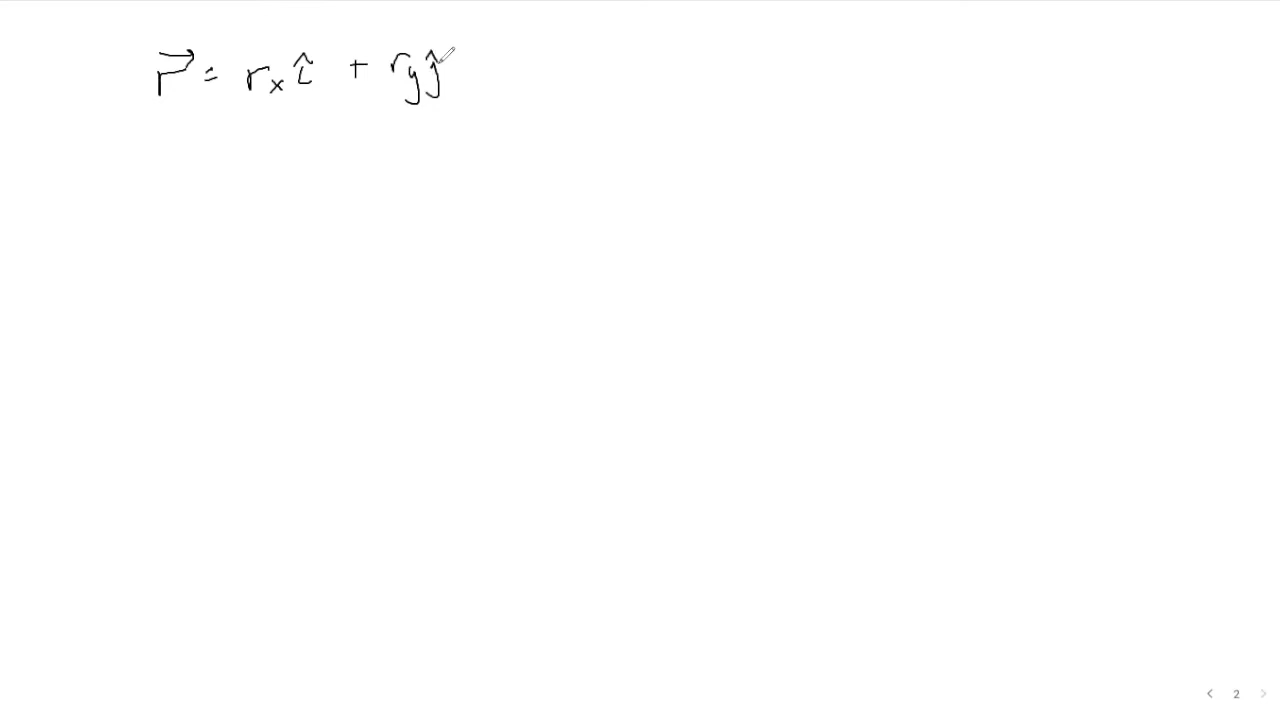 r⃗ = rₓ î + r_y ĵ
2